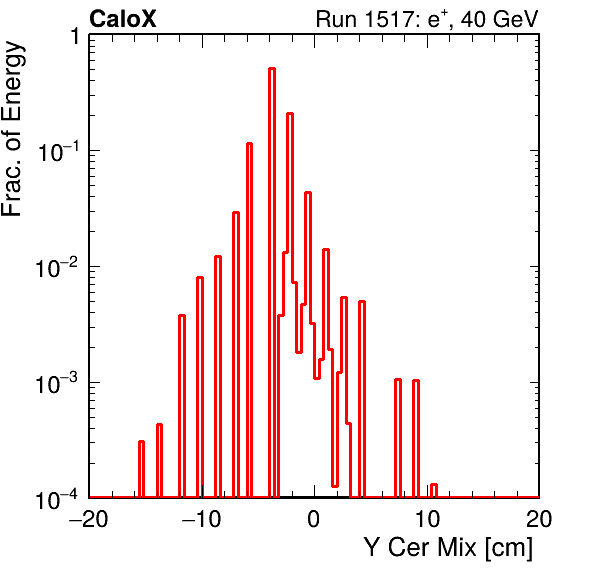 CaloX Run 1517: e⁺, 40 GeV
Frac. of Energy
1
10⁻¹
10⁻²
10⁻³
10⁻⁴
−20 −10 0 10 20
Y Cer Mix [cm]